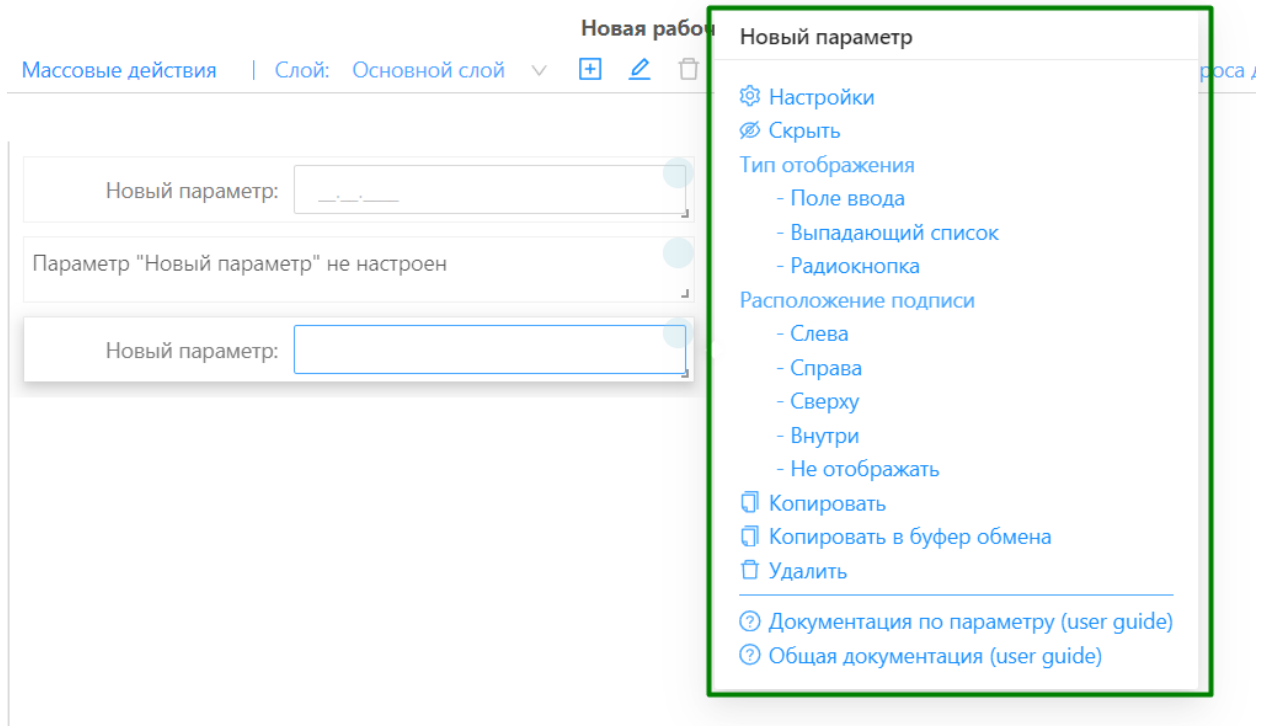 Новая рабоч
Массовые действия | Слой: Основной слой
Новый параметр: __.__.____
Параметр "Новый параметр" не настроен
Новый параметр:
Новый параметр
Настройки
Скрыть
Тип отображения
- Поле ввода
- Выпадающий список
- Радиокнопка
Расположение подписи
- Слева
- Справа
- Сверху
- Внутри
- Не отображать
Копировать
Копировать в буфер обмена
Удалить
Документация по параметру (user guide)
Общая документация (user guide)